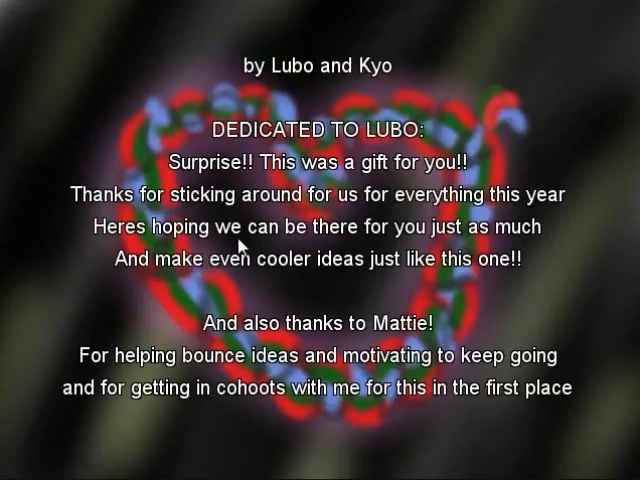 by Lubo and Kyo
DEDICATED TO LUBO:
Surprise!! This was a gift for you!!
Thanks for sticking around for us for everything this year
Heres hoping we can be there for you just as much
And make even cooler ideas just like this one!!
And also thanks to Mattie!
For helping bounce ideas and motivating to keep going
and for getting in cohoots with me for this in the first place